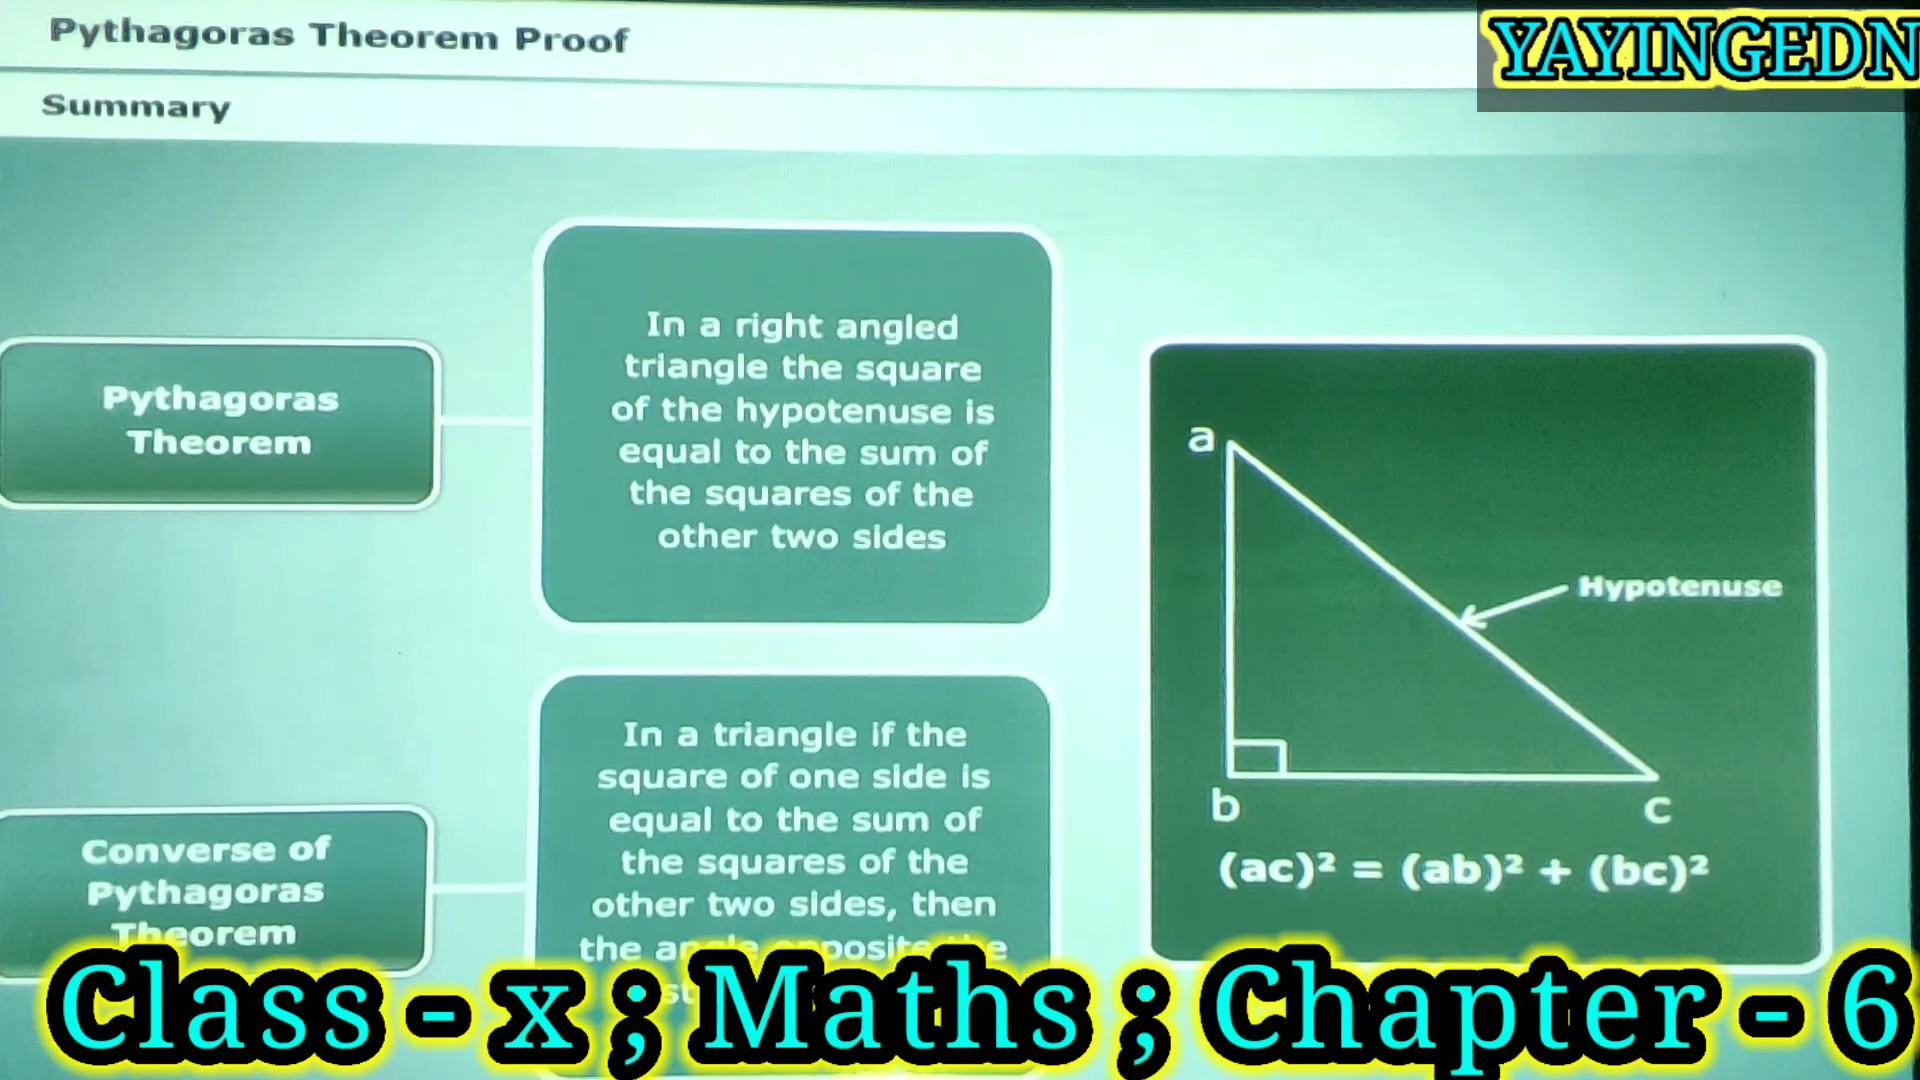 Pythagoras Theorem Proof
YAYINGEDN
Summary
Pythagoras
Theorem
In a right angled
triangle the square
of the hypotenuse is
equal to the sum of
the squares of the
other two sides
Converse of
Pythagoras
Theorem
In a triangle if the
square of one side is
equal to the sum of
the squares of the
other two sides, then
the angle opposite the
a
Hypotenuse
b
c
(ac)² = (ab)² + (bc)²
Class - x ; Maths ; Chapter - 6